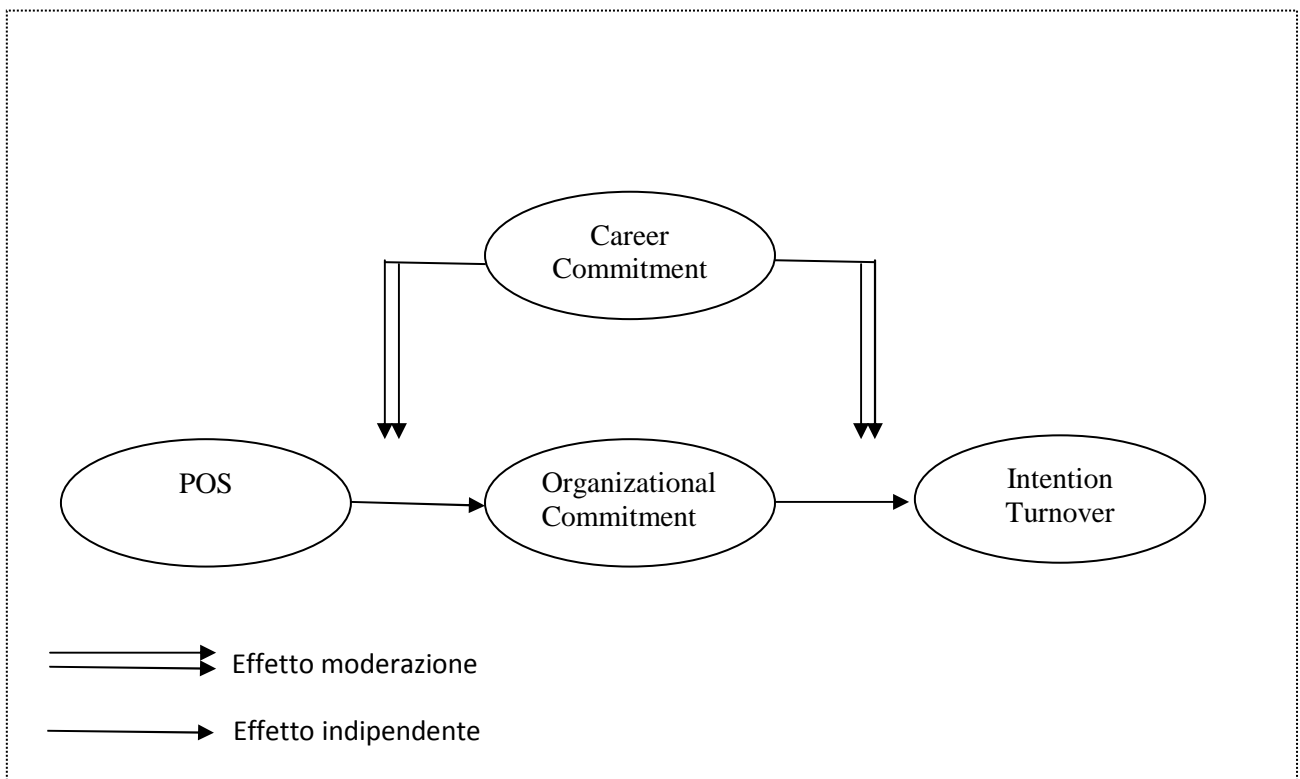 Career
Commitment
POS
Organizational
Commitment
Intention
Turnover
Effetto moderazione
Effetto indipendente